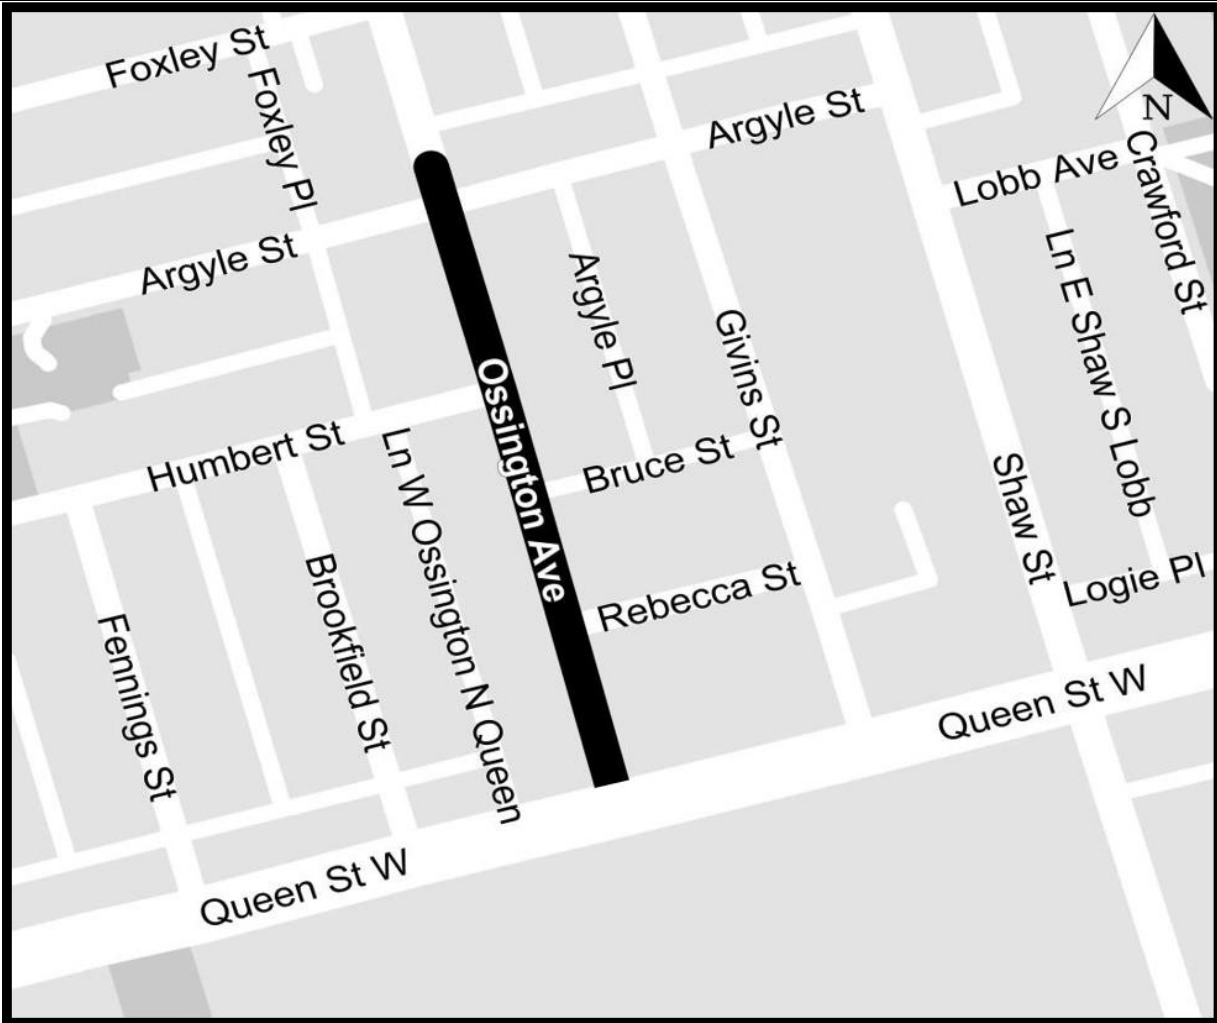 Foxley St
Foxley Pl
N
Argyle St
Crawford St
Lobb Ave
Argyle St
Ln E Shaw S Lobb
Argyle Pl
Givins St
Ossington Ave
Humbert St
Ln W Ossington N Queen
Bruce St
Shaw St
Brookfield St
Rebecca St
Logie Pl
Fennings St
Queen St W
Queen St W